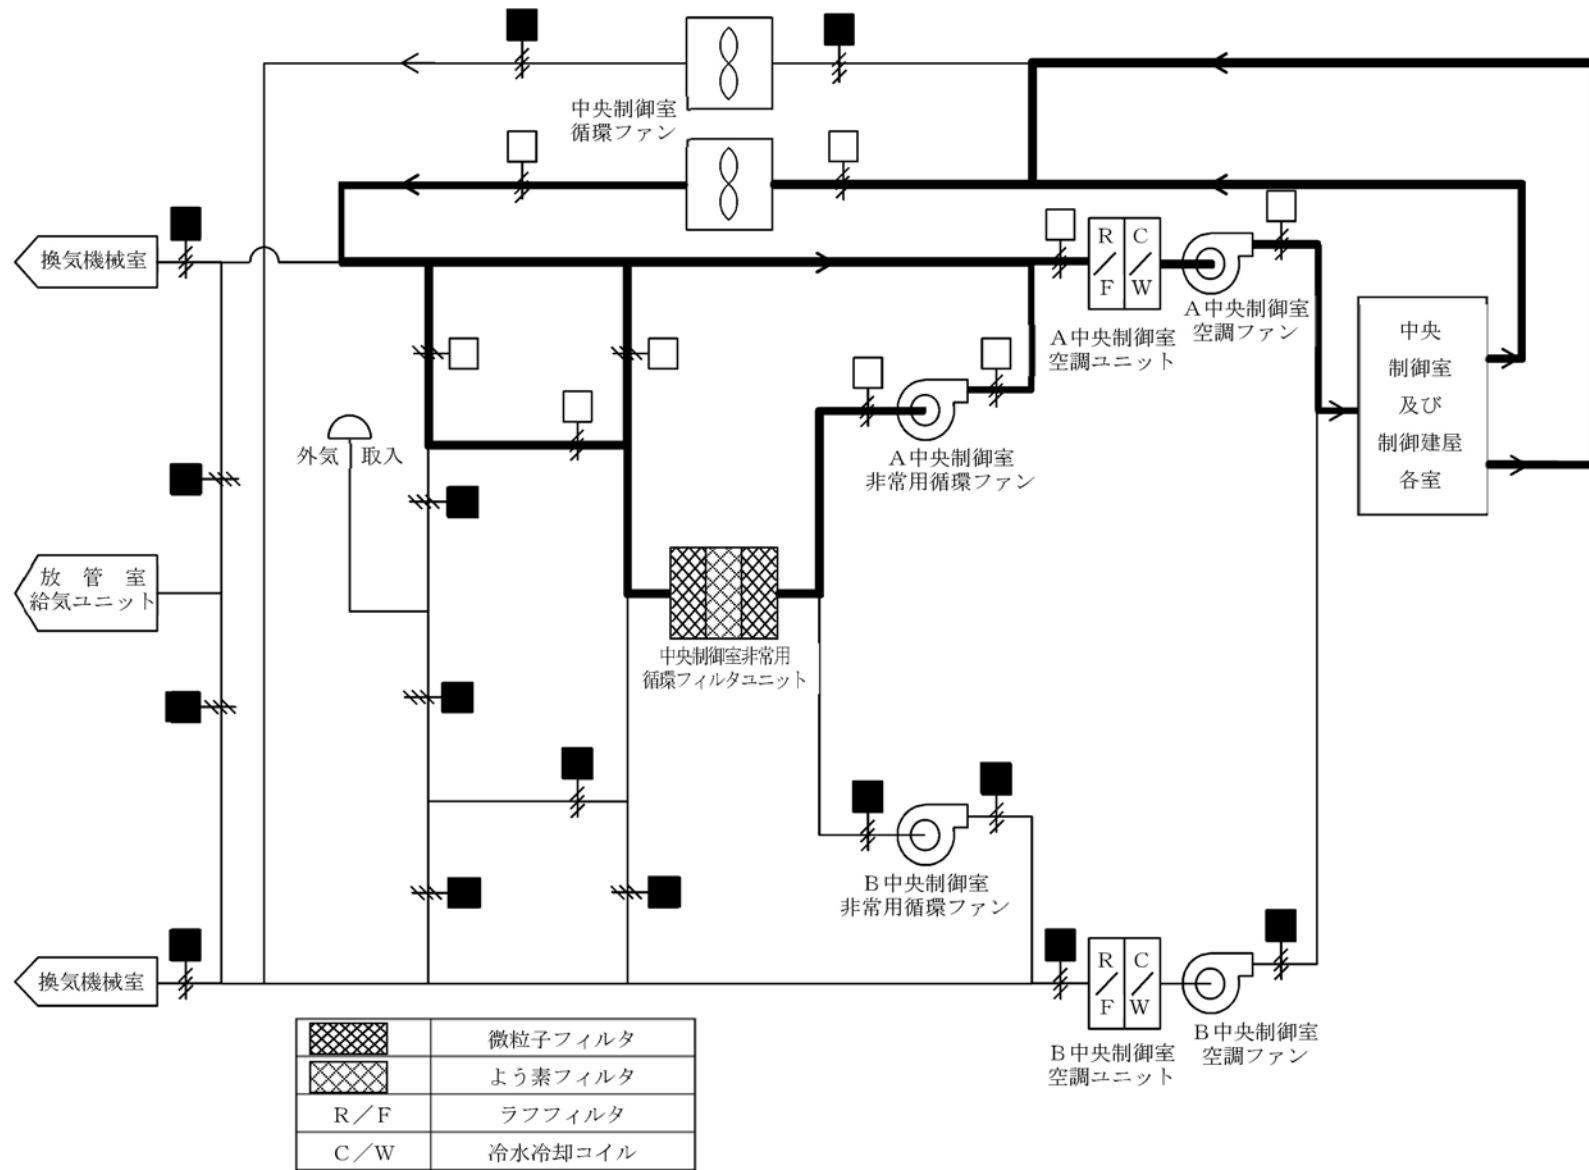 中央制御室
循環ファン
換気機械室
R
F
C
W
A中央制御室
空調ファン
A中央制御室
空調ユニット
中央
制御室
及び
制御建屋
各室
外気 取入
A中央制御室
非常用循環ファン
放管室
給気ユニット
中央制御室非常用
循環フィルタユニット
B中央制御室
非常用循環ファン
換気機械室
R
F
C
W
B中央制御室
空調ファン
B中央制御室
空調ユニット
微粒子フィルタ
よう素フィルタ
R/F ラフフィルタ
C/W 冷水冷却コイル